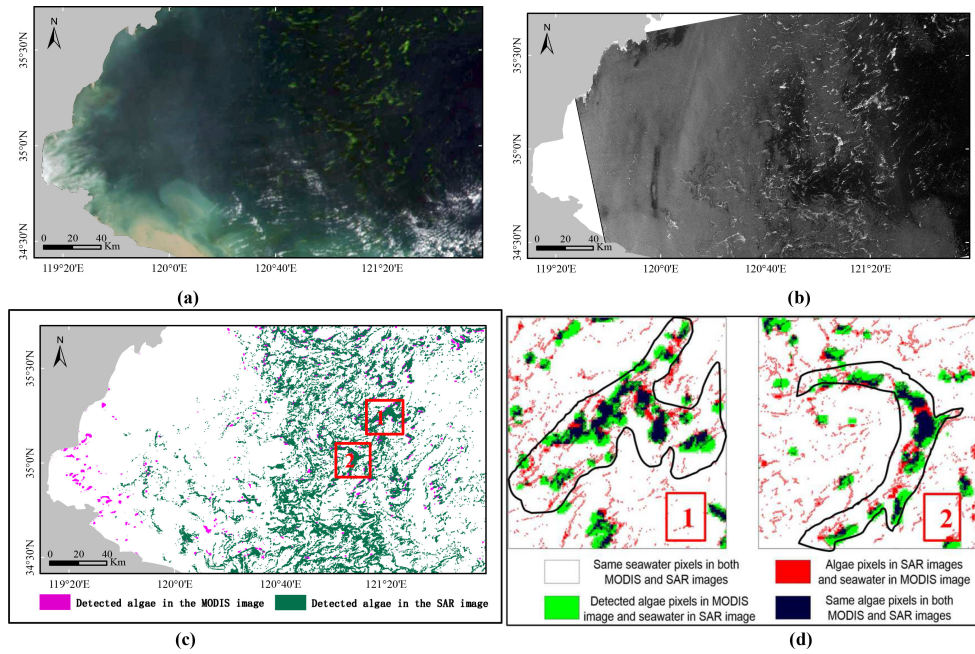 N
35°30'N
35°0'N
34°30'N
0 20 40
Km
119°20'E 120°0'E 120°40'E 121°20'E
(a)
N
35°30'N
35°0'N
34°30'N
0 20 40
Km
119°20'E 120°0'E 120°40'E 121°20'E
(b)
N
35°30'N
35°0'N
34°30'N
1
2
0 20 40
Km
119°20'E 120°0'E 120°40'E 121°20'E
Detected algae in the MODIS image Detected algae in the SAR image
(c)
1
2
Same seawater pixels in both
MODIS and SAR images
Algae pixels in SAR images
and seawater in MODIS image
Detected algae pixels in MODIS
image and seawater in SAR image
Same algae pixels in both
MODIS and SAR images
(d)